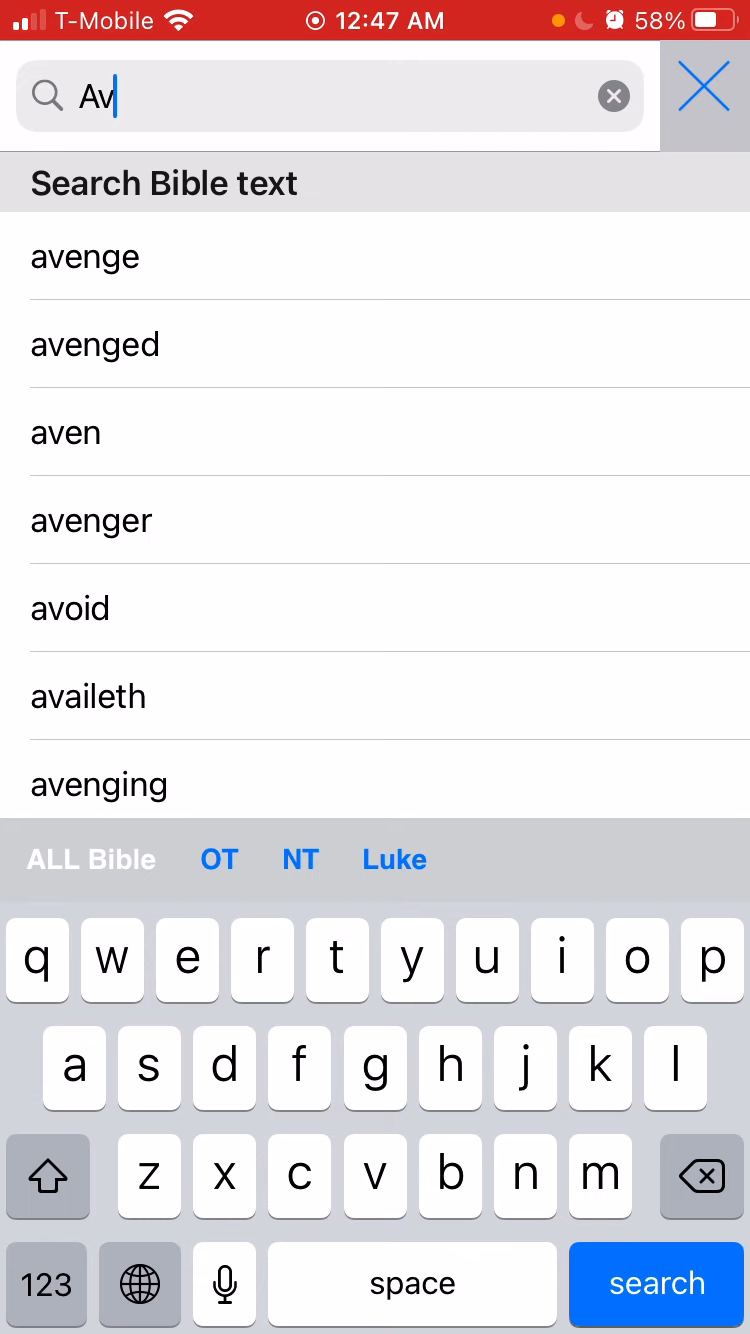 T-Mobile 12:47 AM 58%
Av
Search Bible text
avenge
avenged
aven
avenger
avoid
availeth
avenging
ALL Bible OT NT Luke
q w e r t y u i o p
a s d f g h j k l
z x c v b n m
123 space search